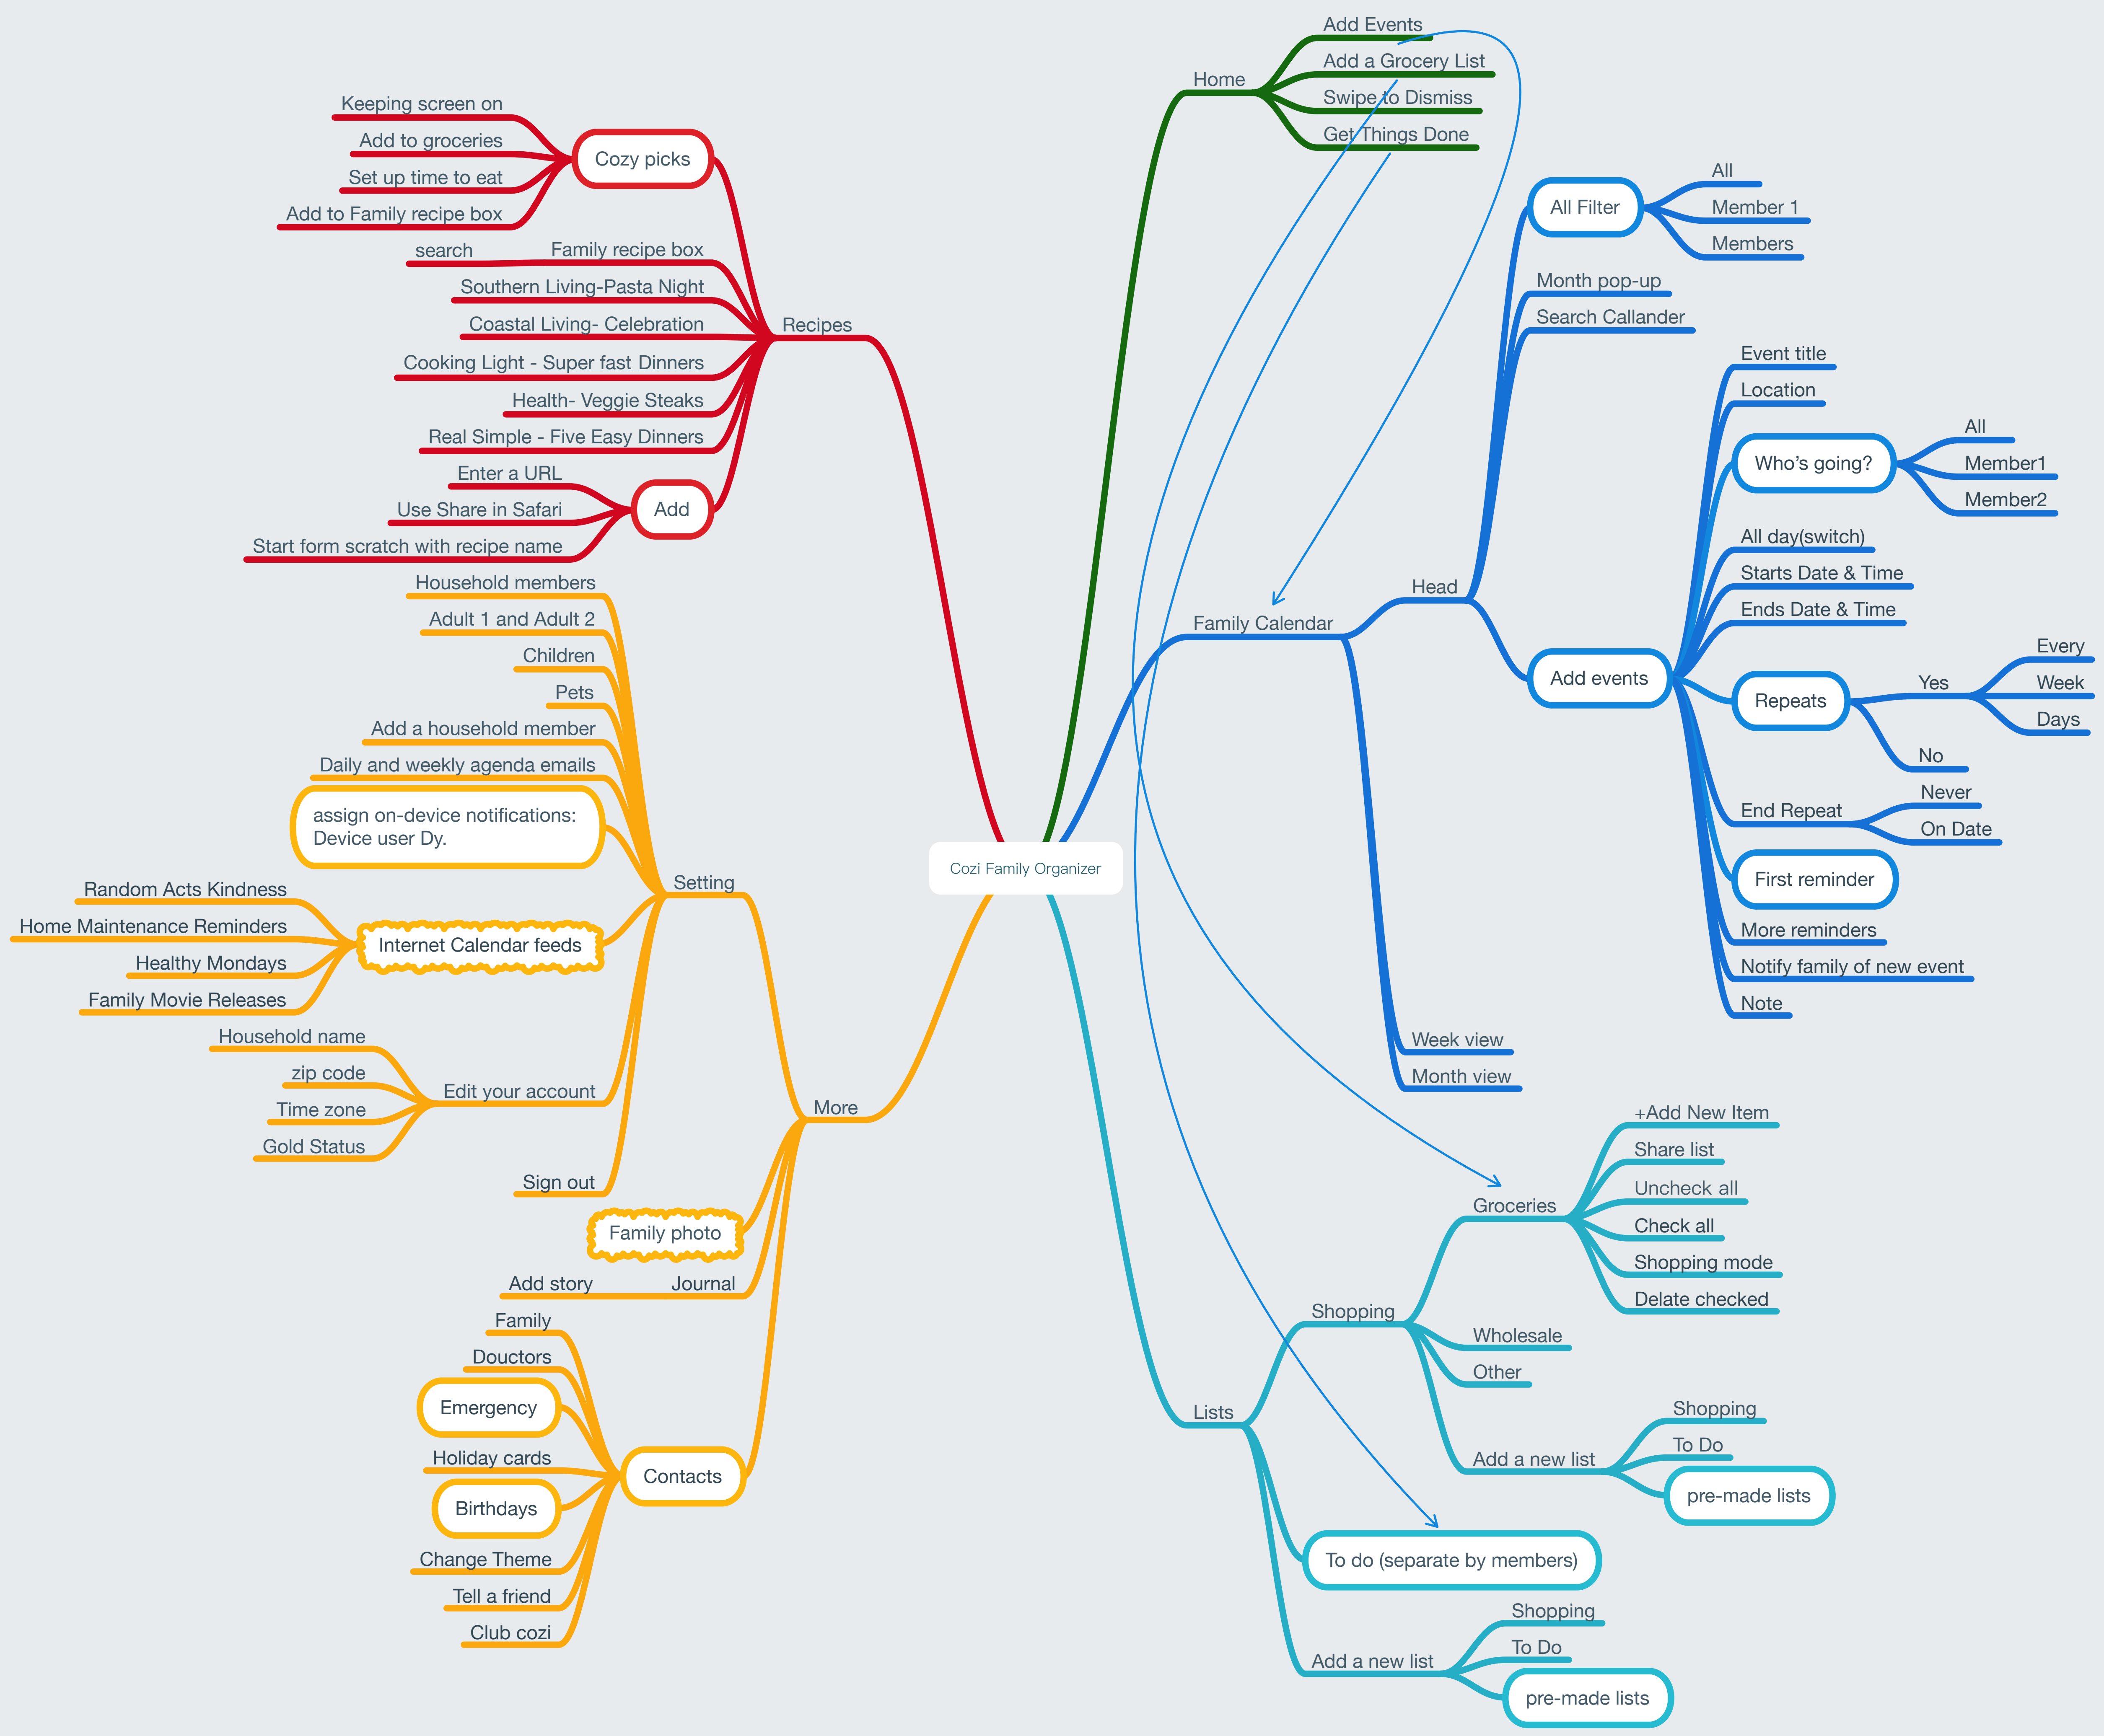 Cozi Family Organizer
Home
Add Events
Add a Grocery List
Swipe to Dismiss
Get Things Done
Family Calendar
Head
All Filter
All
Member 1
Members
Month pop-up
Search Callander
Add events
Event title
Location
Who’s going?
All
Member1
Member2
All day(switch)
Starts Date & Time
Ends Date & Time
Repeats
Yes
Every
Week
Days
No
End Repeat
Never
On Date
First reminder
More reminders
Notify family of new event
Note
Week view
Month view
Lists
Shopping
Groceries
+Add New Item
Share list
Uncheck all
Check all
Shopping mode
Delate checked
Wholesale
Other
Add a new list
Shopping
To Do
pre-made lists
To do (separate by members)
Add a new list
Shopping
To Do
pre-made lists
Recipes
Cozy picks
Keeping screen on
Add to groceries
Set up time to eat
Add to Family recipe box
Family recipe box
search
Southern Living-Pasta Night
Coastal Living- Celebration
Cooking Light - Super fast Dinners
Health- Veggie Steaks
Real Simple - Five Easy Dinners
Add
Enter a URL
Use Share in Safari
Start form scratch with recipe name
More
Setting
Household members
Adult 1 and Adult 2
Children
Pets
Add a household member
Daily and weekly agenda emails
assign on-device notifications:
Device user Dy.
Internet Calendar feeds
Random Acts Kindness
Home Maintenance Reminders
Healthy Mondays
Family Movie Releases
Edit your account
Household name
zip code
Time zone
Gold Status
Sign out
Family photo
Journal
Add story
Contacts
Family
Douctors
Emergency
Holiday cards
Birthdays
Change Theme
Tell a friend
Club cozi